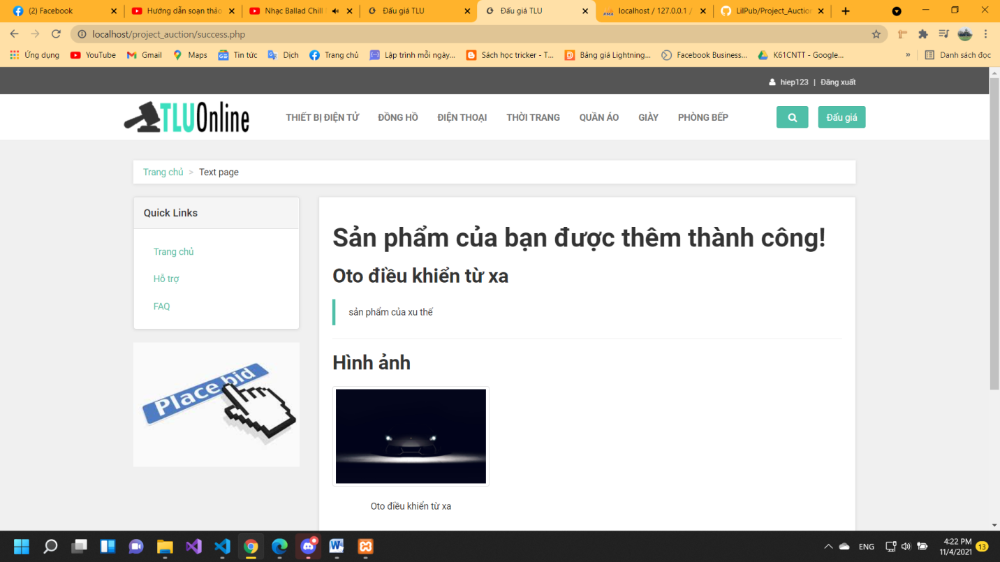 (2) Facebook
Hướng dẫn soạn thảo
Nhạc Ballad Chill
Đấu giá TLU
Đấu giá TLU
localhost / 127.0.0.1 /
LilPub/Project_Auction
localhost/project_auction/success.php
Ứng dụng YouTube Gmail Maps Tin tức Dịch Trang chủ Lập trình mỗi ngày... Sách học tricker - T... Bảng giá Lightning... Facebook Business... K61CNTT - Google... » Danh sách đọc
hiep123 | Đăng xuất
TLUOnline
THIẾT BỊ ĐIỆN TỬ ĐỒNG HỒ ĐIỆN THOẠI THỜI TRANG QUẦN ÁO GIÀY PHÒNG BẾP
Đấu giá
Trang chủ > Text page
Quick Links
Trang chủ
Hỗ trợ
FAQ
Place bid
Sản phẩm của bạn được thêm thành công!
Oto điều khiển từ xa
sản phẩm của xu thế
Hình ảnh
Oto điều khiển từ xa
ENG
4:22 PM
11/4/2021
13